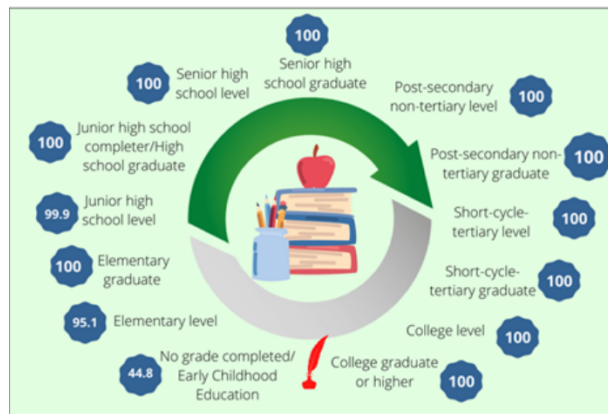 100
Senior high
school graduate
100
Senior high
school level
100
Junior high school
completer/High
school graduate
99.9
Junior high
school level
100
Elementary
graduate
95.1
Elementary level
44.8
No grade completed/
Early Childhood
Education
Post-secondary
non-tertiary level
100
Post-secondary non-
tertiary graduate
100
Short-cycle-
tertiary level
100
Short-cycle-
tertiary graduate
100
College level
100
College graduate
or higher
100